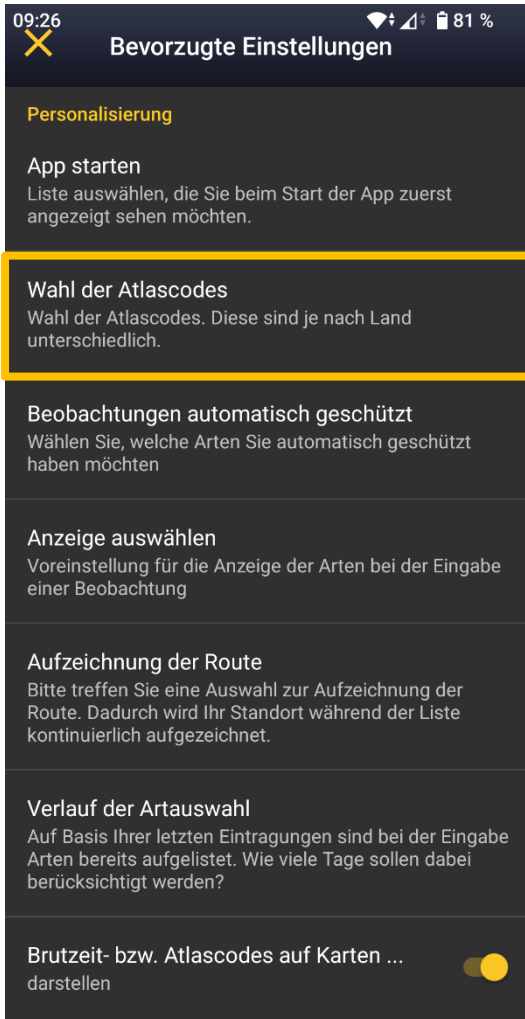 09:26 81 %
Bevorzugte Einstellungen
Personalisierung
App starten
Liste auswählen, die Sie beim Start der App zuerst
angezeigt sehen möchten.
Wahl der Atlascodes
Wahl der Atlascodes. Diese sind je nach Land
unterschiedlich.
Beobachtungen automatisch geschützt
Wählen Sie, welche Arten Sie automatisch geschützt
haben möchten
Anzeige auswählen
Voreinstellung für die Anzeige der Arten bei der Eingabe
einer Beobachtung
Aufzeichnung der Route
Bitte treffen Sie eine Auswahl zur Aufzeichnung der
Route. Dadurch wird Ihr Standort während der Liste
kontinuierlich aufgezeichnet.
Verlauf der Artauswahl
Auf Basis Ihrer letzten Eintragungen sind bei der Eingabe
Arten bereits aufgelistet. Wie viele Tage sollen dabei
berücksichtigt werden?
Brutzeit- bzw. Atlascodes auf Karten ...
darstellen